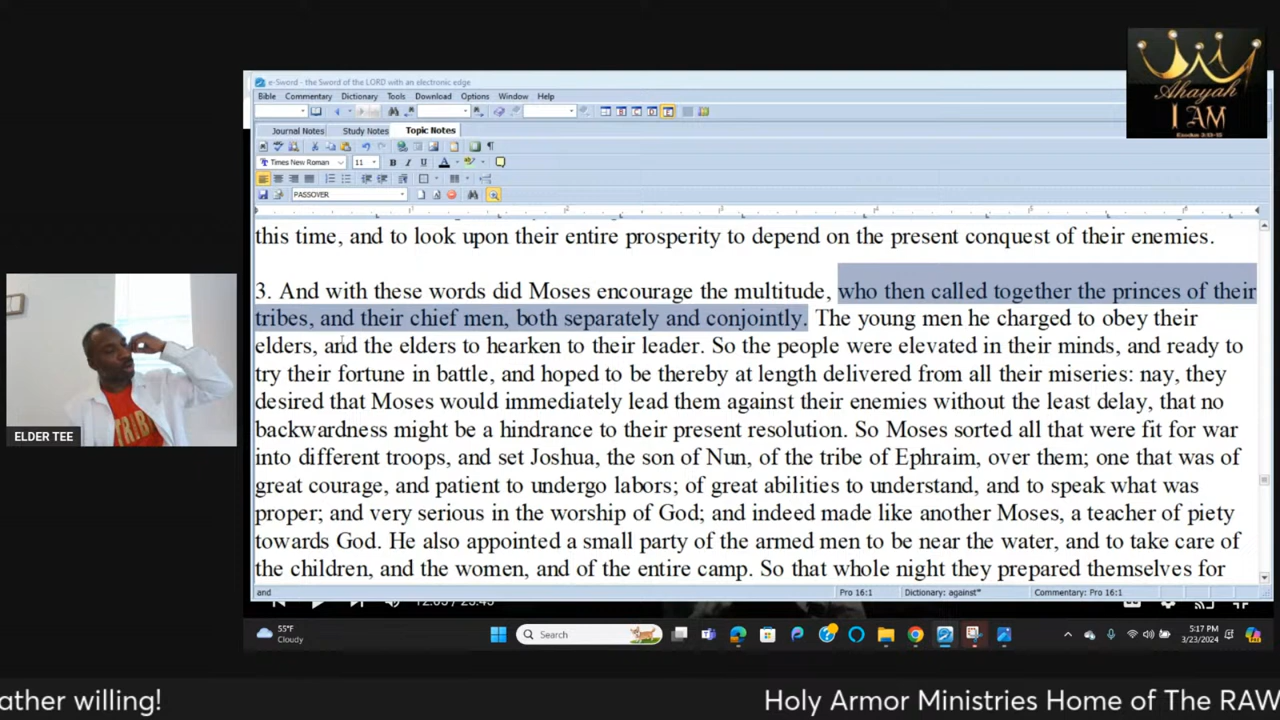 Ahayah
I AM
Exodus 3:13-15
e-Sword - the Sword of the LORD with an electronic edge
Bible Commentary Dictionary Tools Download Options Window Help
Journal Notes Study Notes Topic Notes
Times New Roman 11 B I U A
PASSOVER
this time, and to look upon their entire prosperity to depend on the present conquest of their enemies.
3. And with these words did Moses encourage the multitude, who then called together the princes of their
tribes, and their chief men, both separately and conjointly. The young men he charged to obey their
elders, and the elders to hearken to their leader. So the people were elevated in their minds, and ready to
try their fortune in battle, and hoped to be thereby at length delivered from all their miseries: nay, they
desired that Moses would immediately lead them against their enemies without the least delay, that no
backwardness might be a hindrance to their present resolution. So Moses sorted all that were fit for war
into different troops, and set Joshua, the son of Nun, of the tribe of Ephraim, over them; one that was of
great courage, and patient to undergo labors; of great abilities to understand, and to speak what was
proper; and very serious in the worship of God; and indeed made like another Moses, a teacher of piety
towards God. He also appointed a small party of the armed men to be near the water, and to take care of
the children, and the women, and of the entire camp. So that whole night they prepared themselves for
and Pro 16:1 Dictionary: against* Commentary: Pro 16:1
TRIB
ELDER TEE
55°F
Cloudy
Search
5:17 PM
3/23/2024
ather willing!
Holy Armor Ministries Home of The RAW